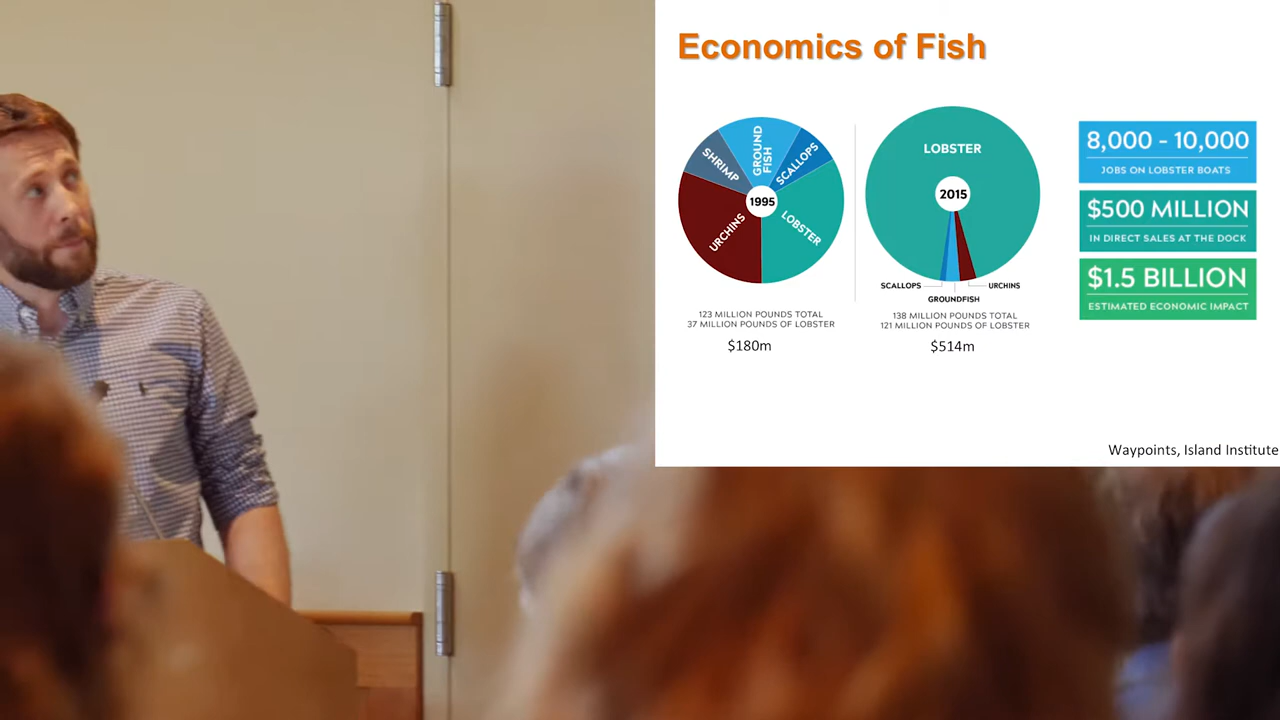 Economics of Fish
SHRIMP
GROUND
FISH
SCALLOPS
URCHINS
1995
LOBSTER
123 MILLION POUNDS TOTAL
37 MILLION POUNDS OF LOBSTER
$180m
LOBSTER
2015
SCALLOPS
GROUNDFISH
URCHINS
138 MILLION POUNDS TOTAL
121 MILLION POUNDS OF LOBSTER
$514m
8,000 - 10,000
JOBS ON LOBSTER BOATS
$500 MILLION
IN DIRECT SALES AT THE DOCK
$1.5 BILLION
ESTIMATED ECONOMIC IMPACT
Waypoints, Island Institute